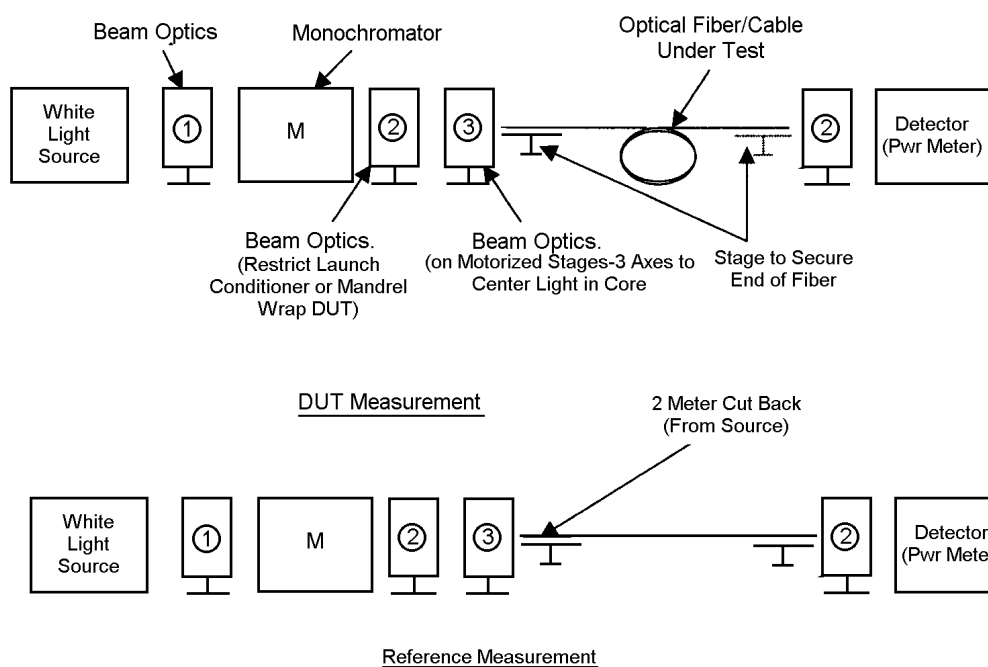 Beam Optics
Monochromator
Optical Fiber/Cable
Under Test
White
Light
Source
1
M
2
3
2
Detector
(Pwr Meter)
Beam Optics.
(Restrict Launch
Conditioner or Mandrel
Wrap DUT)
Beam Optics.
(on Motorized Stages-3 Axes to
Center Light in Core
Stage to Secure
End of Fiber
DUT Measurement
2 Meter Cut Back
(From Source)
White
Light
Source
1
M
2
3
2
Detector
(Pwr Mete
Reference Measurement